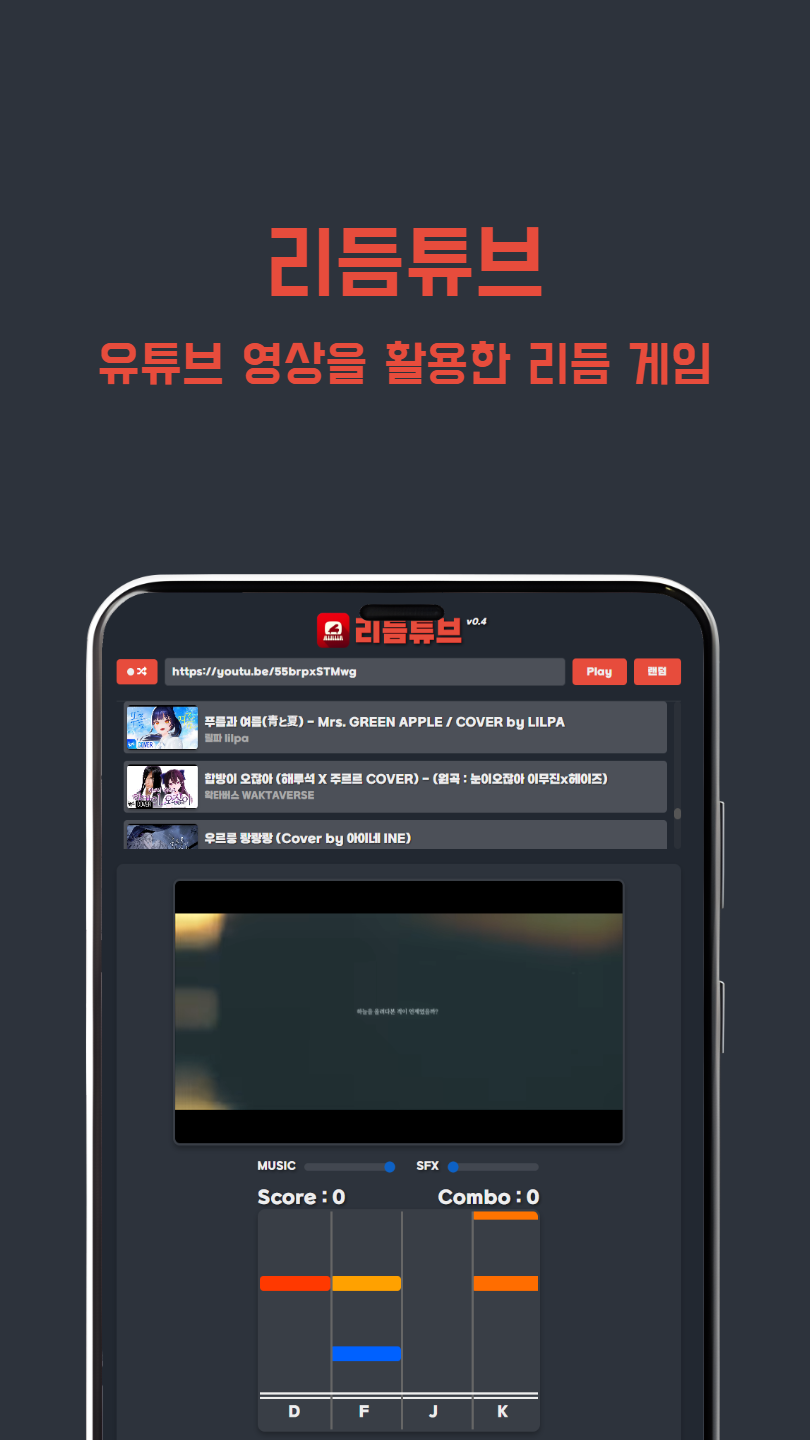 리듬튜브
유튜브 영상을 활용한 리듬 게임
리듬튜브 v0.4
https://youtu.be/55brpxSTMwg
Play
랜덤
푸름과 여름(青と夏) - Mrs. GREEN APPLE / COVER by LILPA
릴파 lilpa
COVER
합방이 오잖아 (해루석 X 주르르 COVER) - (원곡 : 눈이오잖아 이무진x헤이즈)
왁타버스 WAKTAVERSE
COVER
우르릉 쾅쾅쾅 (Cover by 아이네 INE)
하늘을 올려다본 적이 언제였을까?
MUSIC
SFX
Score : 0
Combo : 0
D
F
J
K